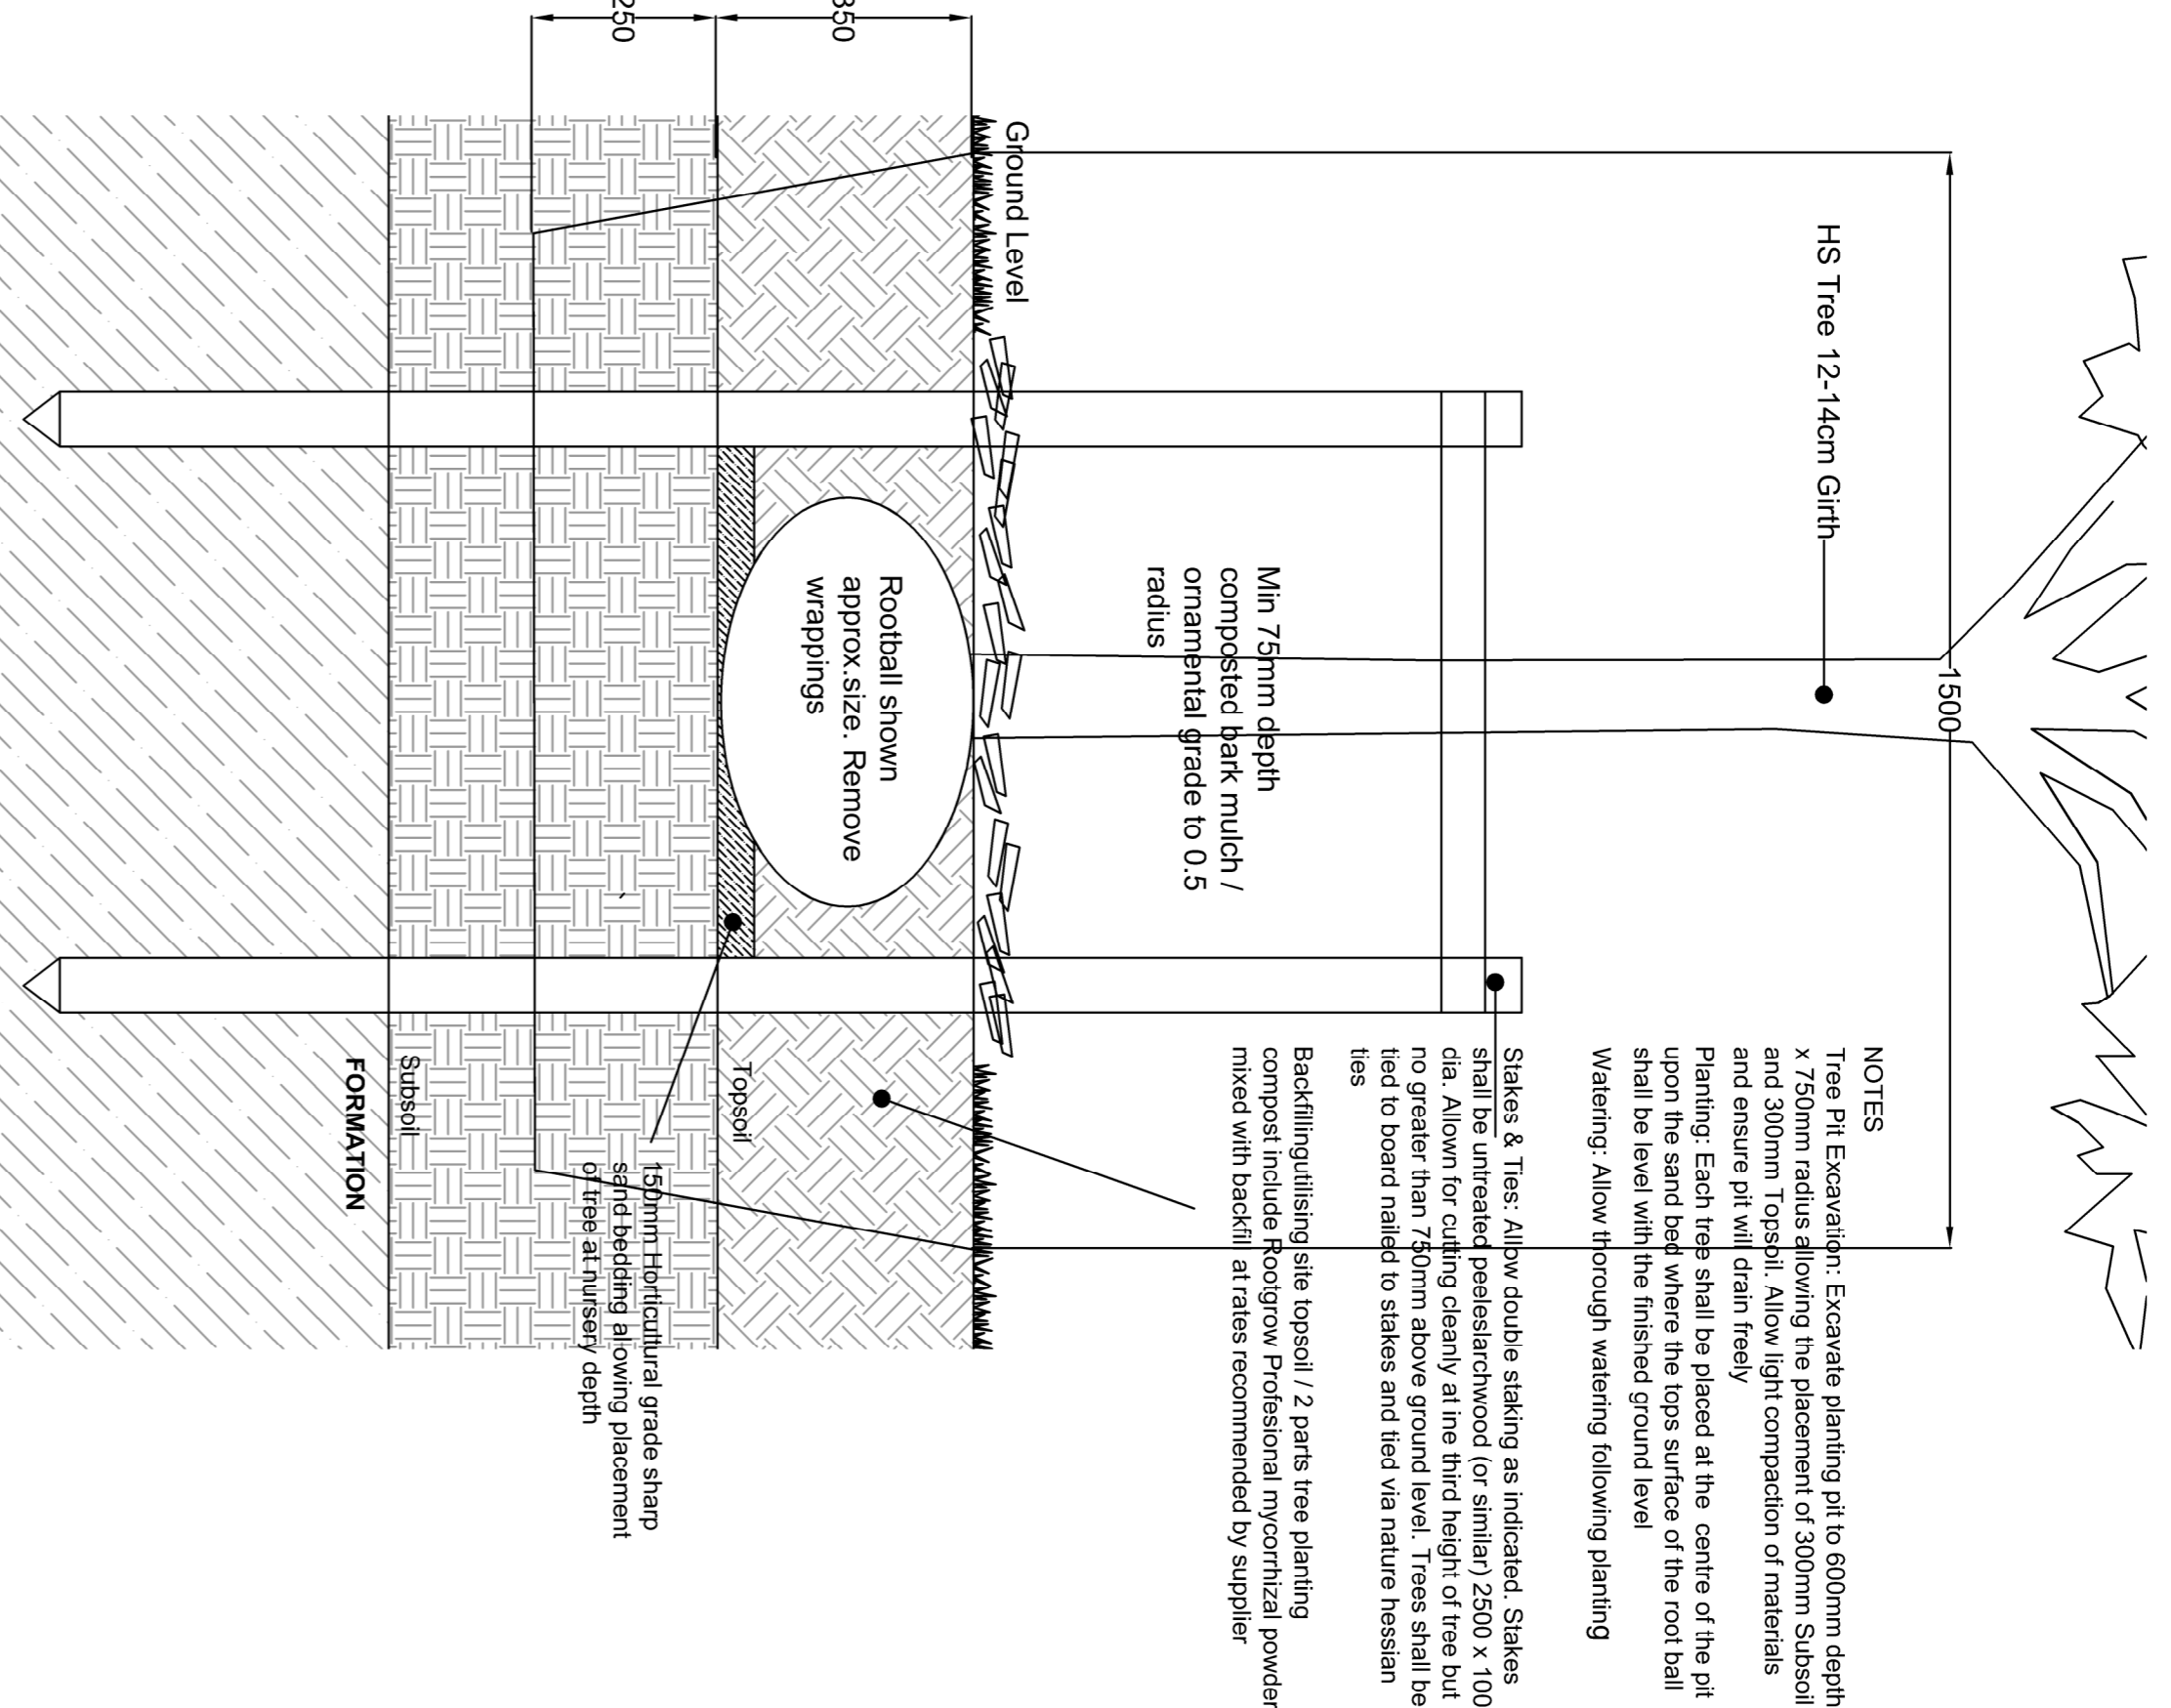 HS Tree 12-14cm Girth
1500
Min 75mm depth
composted bark mulch /
ornamental grade to 0.5
radius
Ground Level
Rootball shown
approx.size. Remove
wrappings
350
250
Topsoil
Subsoil
FORMATION
NOTES
Tree Pit Excavation: Excavate planting pit to 600mm depth
x 750mm radius allowing the placement of 300mm Subsoil
and 300mm Topsoil. Allow light compaction of materials
and ensure pit will drain freely
Planting: Each tree shall be placed at the centre of the pit
upon the sand bed where the tops surface of the root ball
shall be level with the finished ground level
Watering: Allow thorough watering following planting
Stakes & Ties: Allow double staking as indicated. Stakes
shall be untreated peeleslarchwood (or similar) 2500 x 100
dia. Allown for cutting cleanly at ine third height of tree but
no greater than 750mm above ground level. Trees shall be
tied to board nailed to stakes and tied via nature hessian
ties
Backfillingutilising site topsoil / 2 parts tree planting
compost include Rootgrow Profesional mycorrhizal powder
mixed with backfill at rates recommended by supplier
150mm Horticultural grade sharp
sand bedding allowing placement
of tree at nursery depth